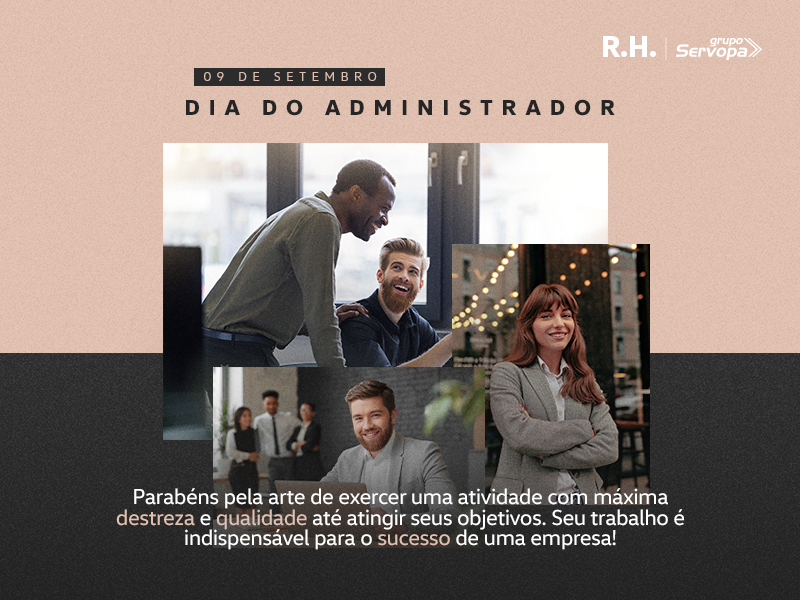 R.H.
grupo
Servopa
09 DE SETEMBRO
DIA DO ADMINISTRADOR
Parabéns pela arte de exercer uma atividade com máxima
destreza e qualidade até atingir seus objetivos. Seu trabalho é
indispensável para o sucesso de uma empresa!